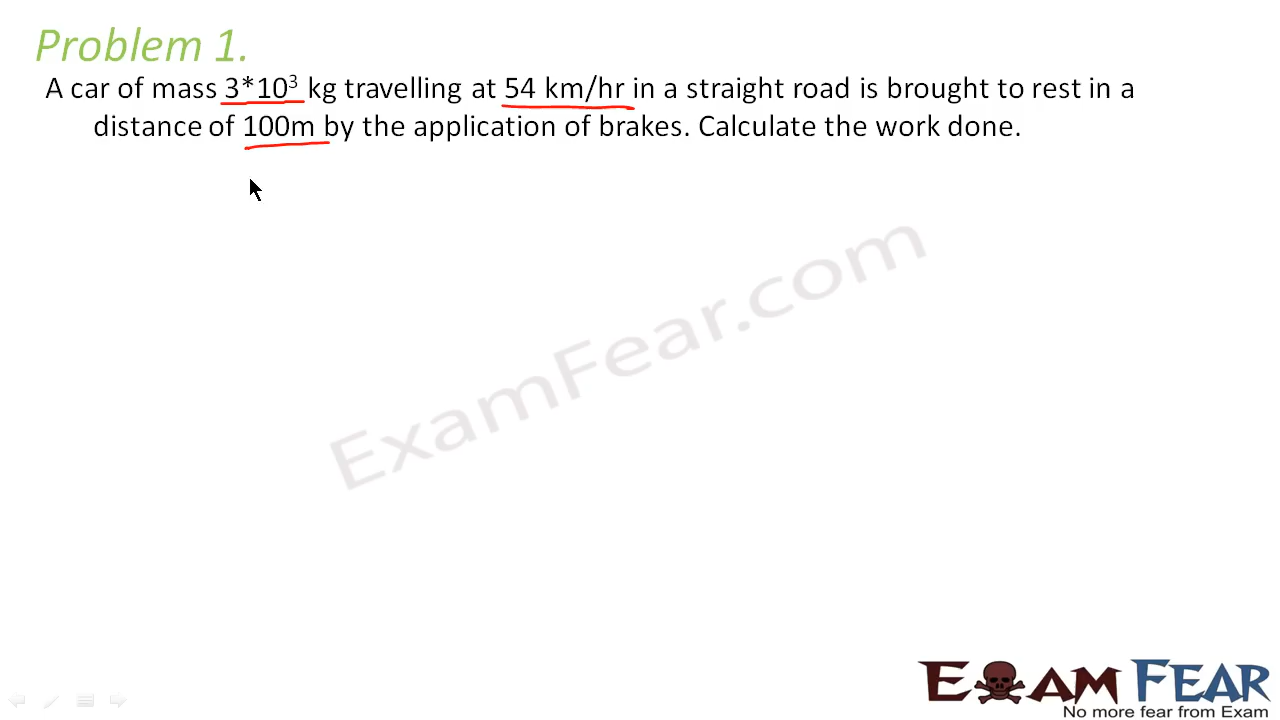 Problem 1.
A car of mass 3*10³ kg travelling at 54 km/hr in a straight road is brought to rest in a
distance of 100m by the application of brakes. Calculate the work done.
ExamFear.com
EXAM FEAR
No more fear from Exam